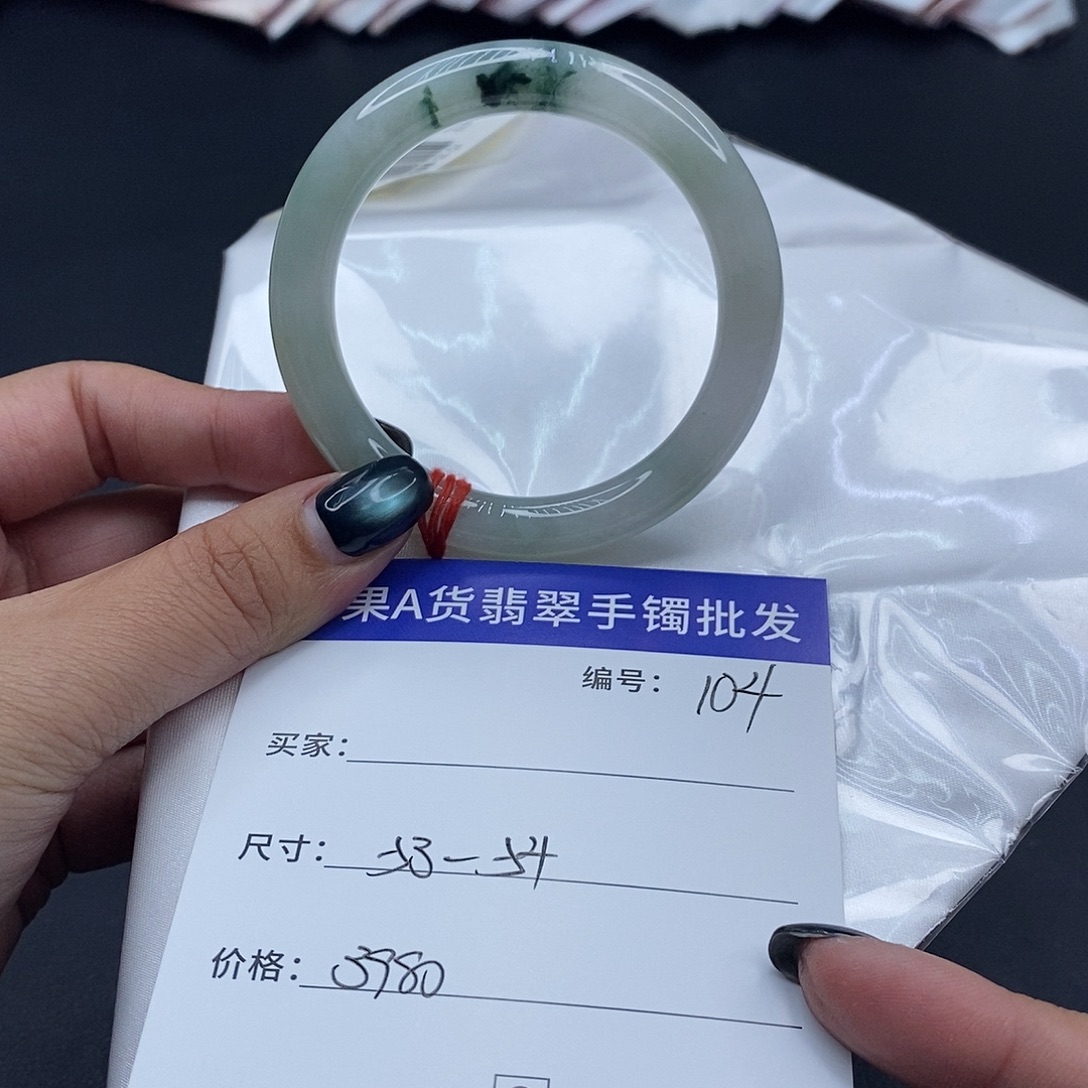 果A货翡翠手镯批发
编号: 104
买家:
尺寸: 53-54
价格: 3980